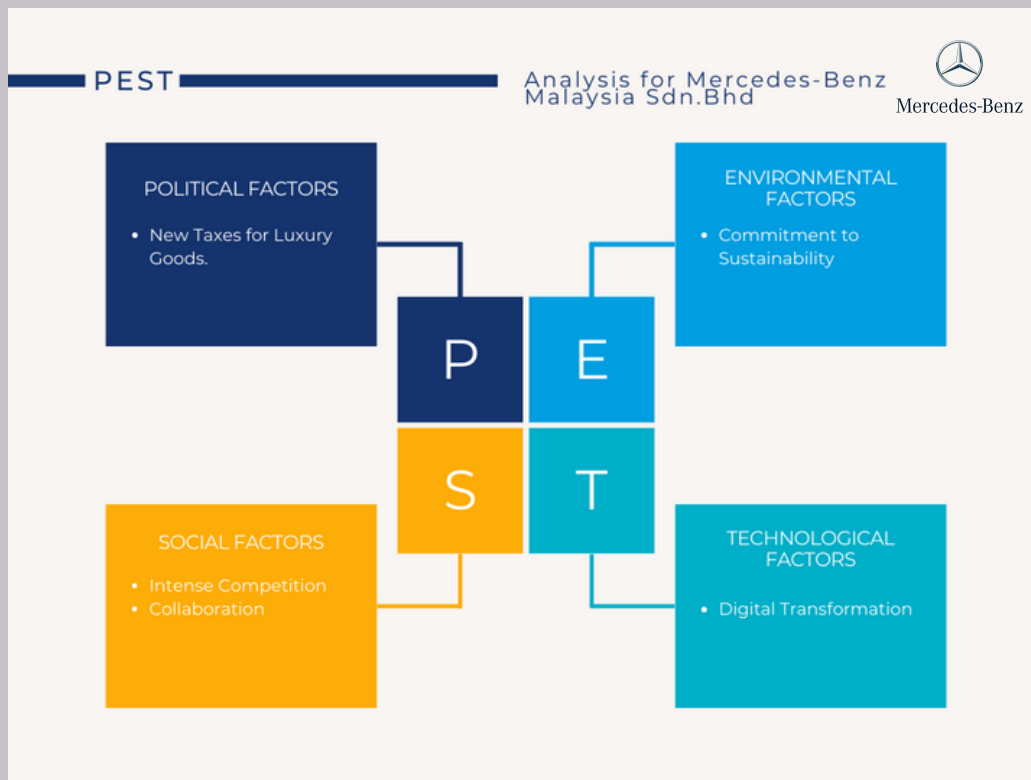 PEST
Analysis for Mercedes-Benz
Malaysia Sdn.Bhd
Mercedes-Benz
POLITICAL FACTORS
• New Taxes for Luxury
Goods.
ENVIRONMENTAL
FACTORS
• Commitment to
Sustainability
P
E
S
T
SOCIAL FACTORS
• Intense Competition
• Collaboration
TECHNOLOGICAL
FACTORS
• Digital Transformation